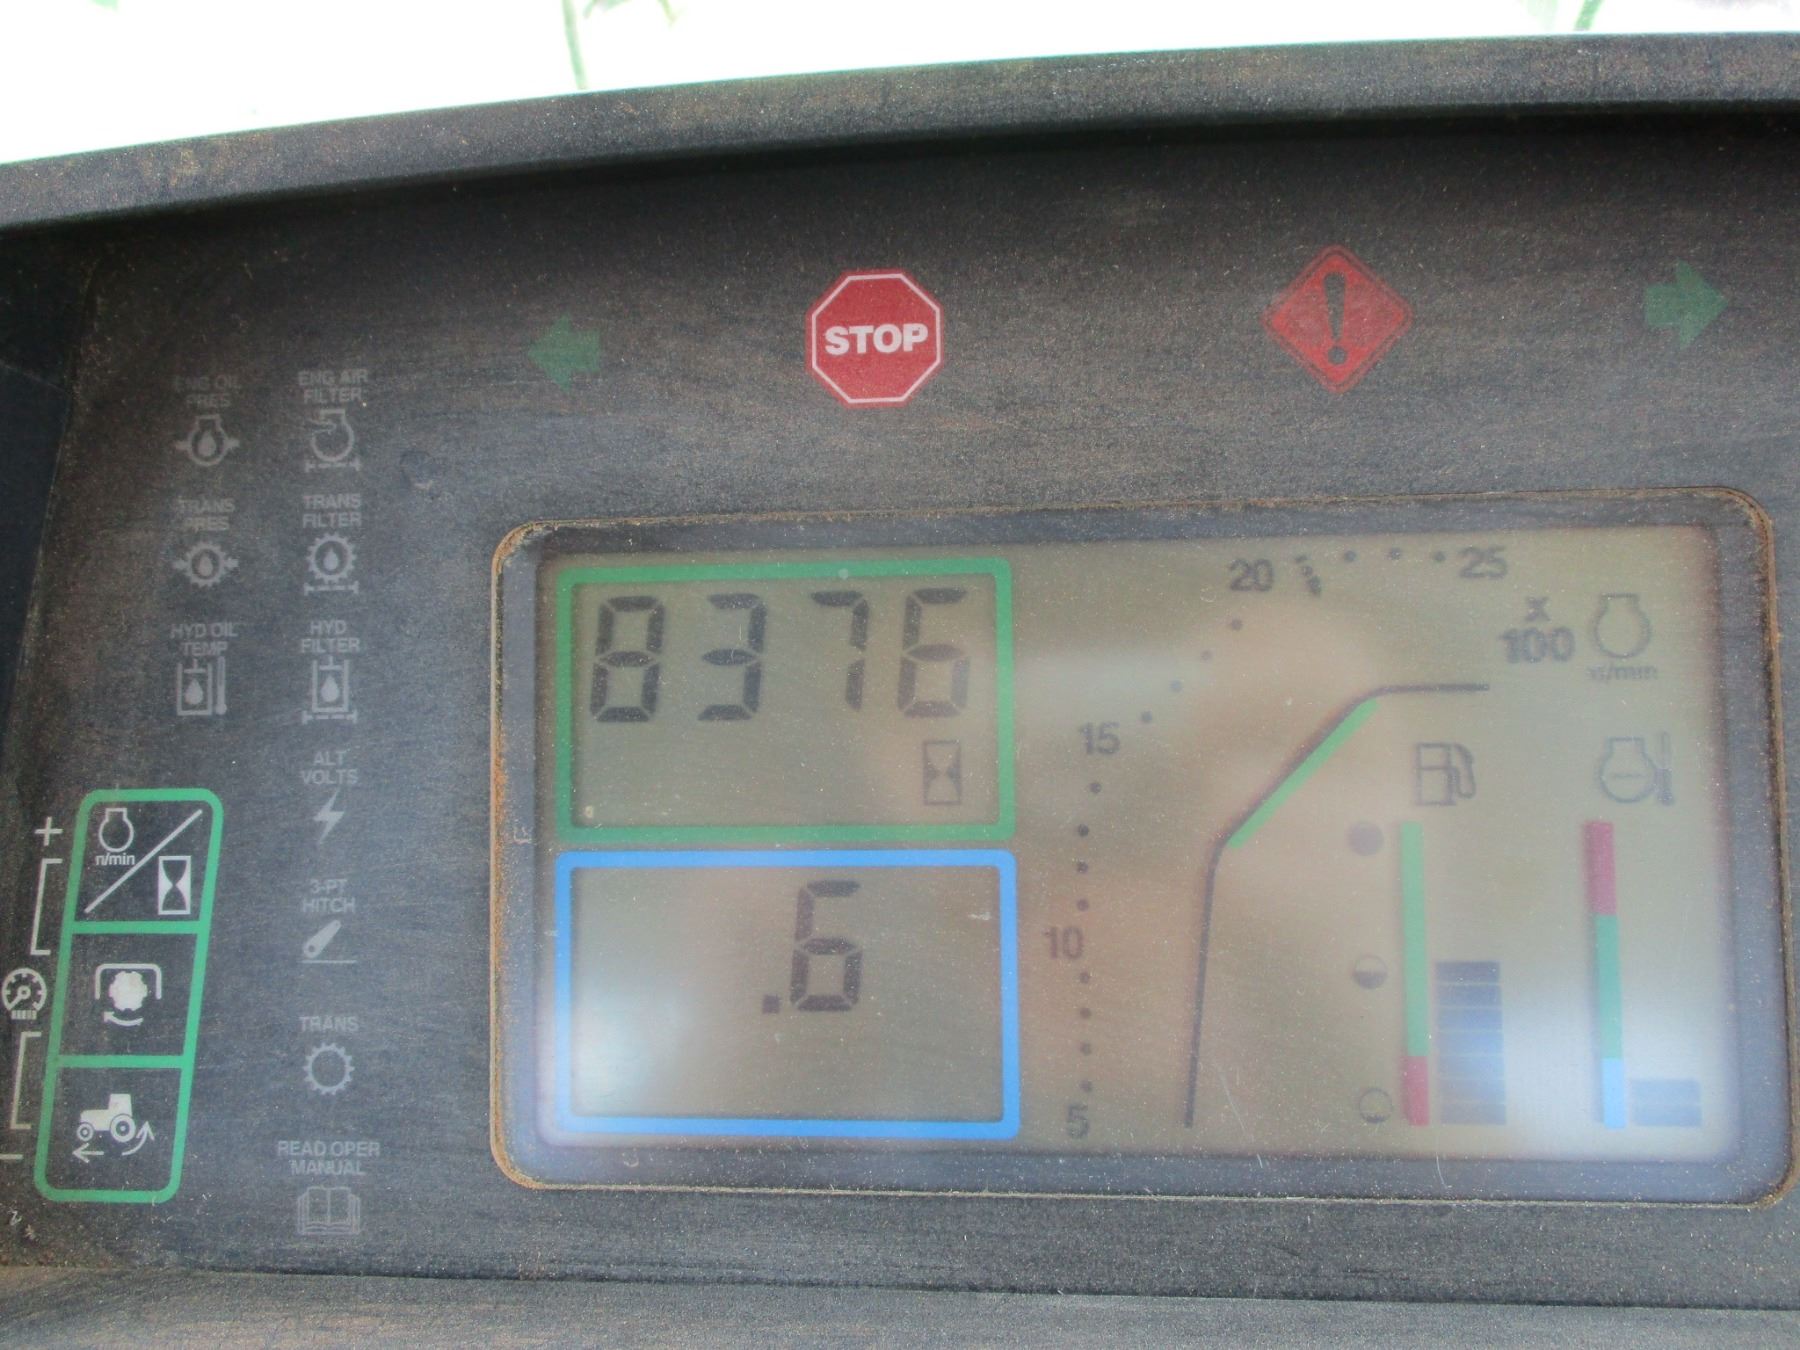 STOP
ENG OIL
PRES
ENG AIR
FILTER
TRANS
PRES
TRANS
FILTER
HYD OIL
TEMP
HYD
FILTER
ALT
VOLTS
3-PT
HITCH
TRANS
READ OPER
MANUAL
+
n/min
−
8376
.6
5
10
15
20
25
X
100
n/min